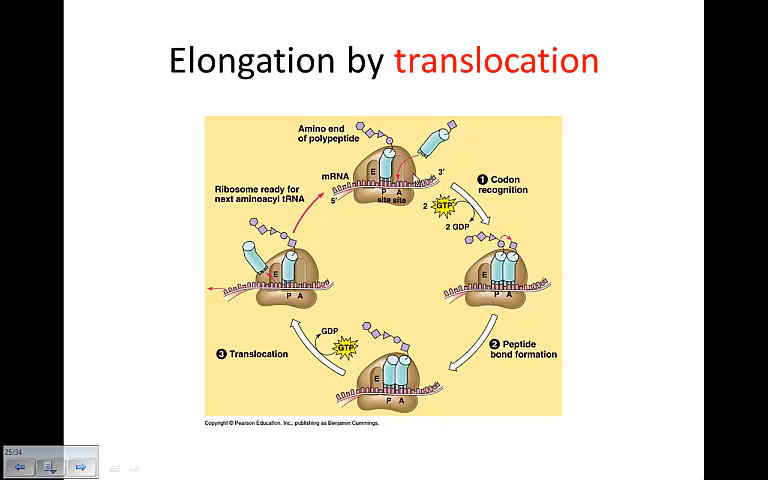 Elongation by translocation
Amino end
of polypeptide
E
mRNA
3′
5′
P A
site site
1 Codon
recognition
2 GTP
2 GDP
Ribosome ready for
next aminoacyl tRNA
E
P A
E
P A
2 Peptide
bond formation
3 Translocation
GDP
GTP
E
P A
Copyright © Pearson Education, Inc., publishing as Benjamin Cummings.
25/34